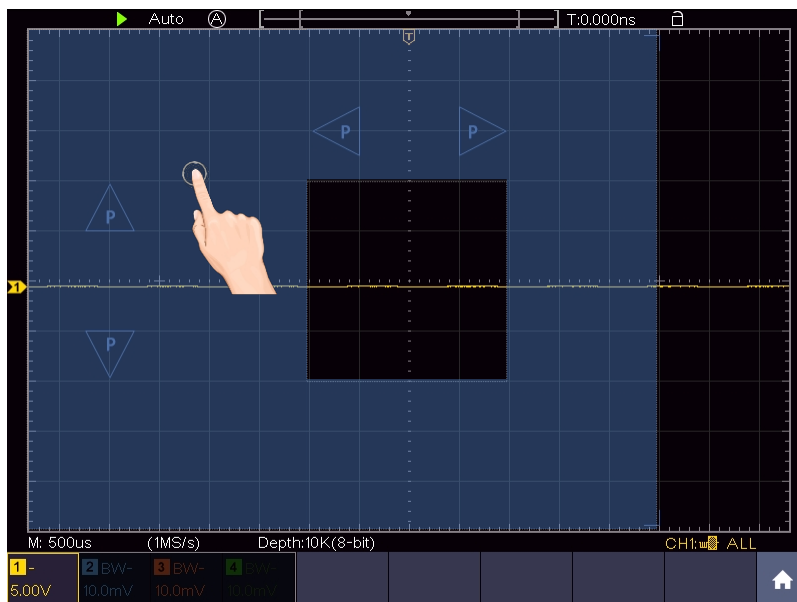 Auto A T:0.000ns
T
P P
P
1
P
M: 500us (1MS/s) Depth:10K(8-bit) CH1: ALL
1 - 2 BW- 3 BW- 4 BW-
5.00V 10.0mV 10.0mV 10.0mV